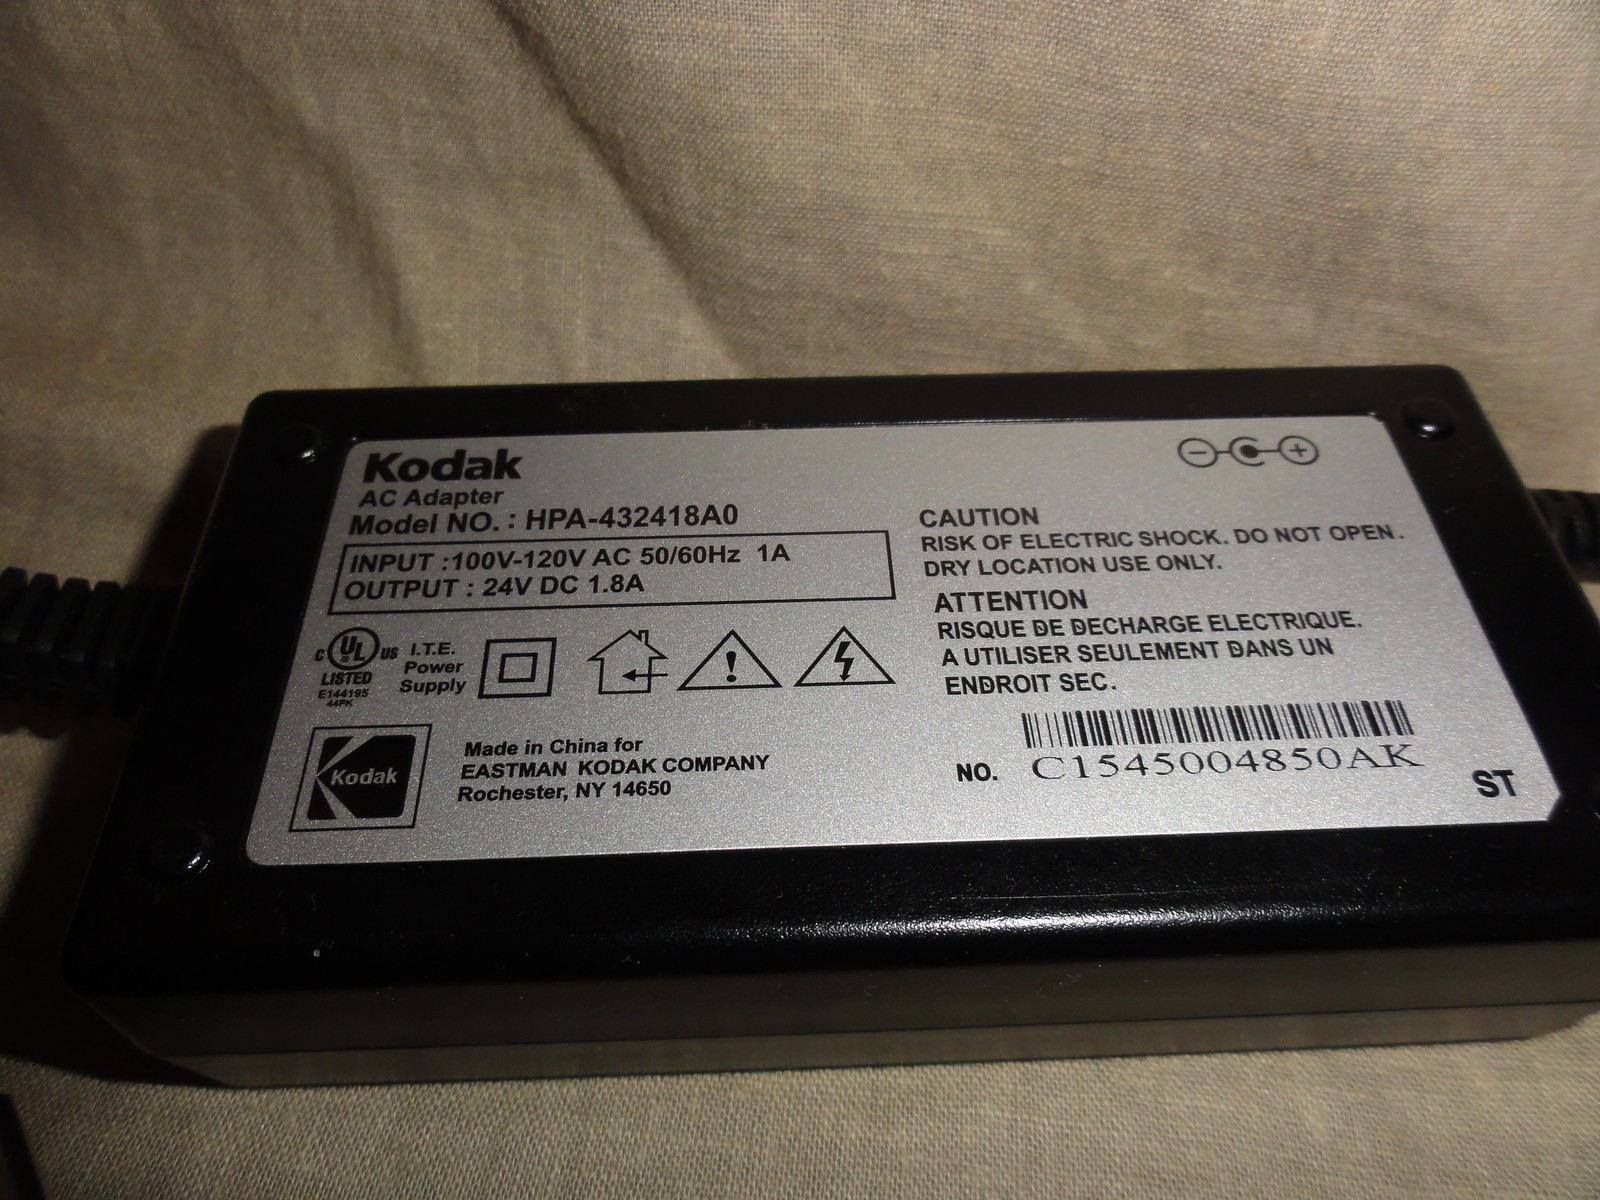 Kodak
AC Adapter
Model NO. : HPA-432418A0
INPUT :100V-120V AC 50/60Hz 1A
OUTPUT : 24V DC 1.8A
C UL ® US
LISTED
E144195
44PK
I.T.E.
Power
Supply
Kodak
Made in China for
EASTMAN KODAK COMPANY
Rochester, NY 14650
CAUTION
RISK OF ELECTRIC SHOCK. DO NOT OPEN.
DRY LOCATION USE ONLY.
ATTENTION
RISQUE DE DECHARGE ELECTRIQUE.
A UTILISER SEULEMENT DANS UN
ENDROIT SEC.
NO. C1545004850AK
ST